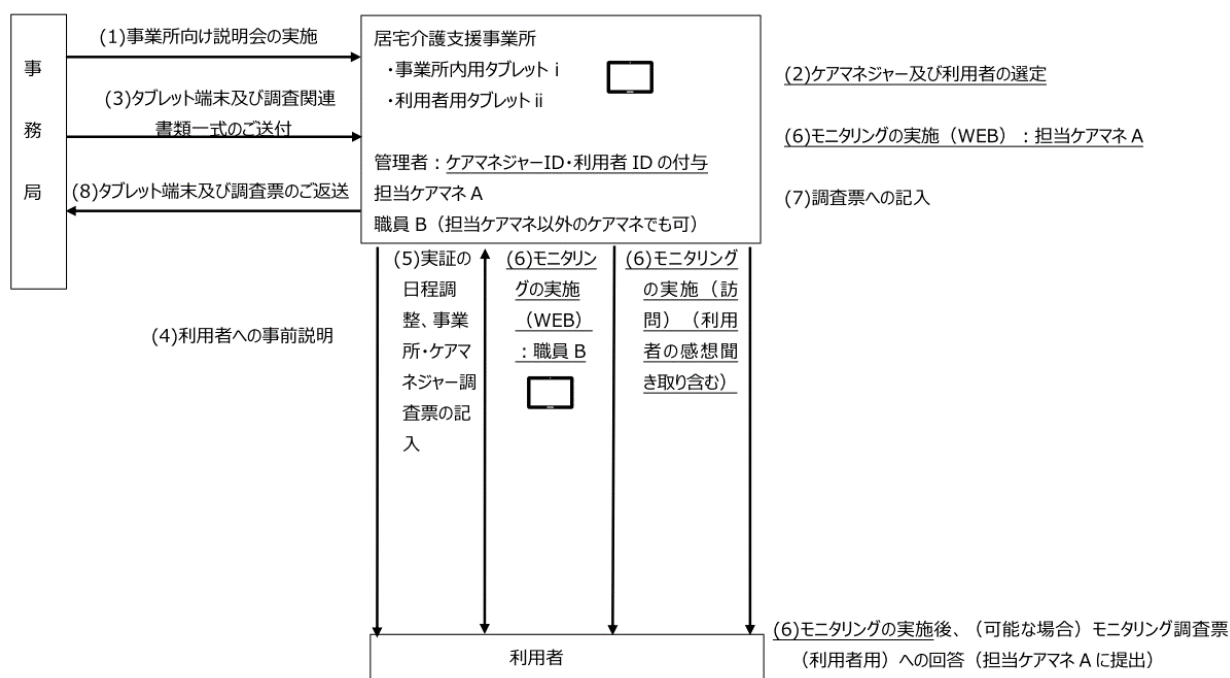 事
務
局
(1)事業所向け説明会の実施
(3)タブレット端末及び調査関連
書類一式のご送付
(8)タブレット端末及び調査票のご返送
居宅介護支援事業所
・事業所内用タブレット i
・利用者用タブレット ii
管理者：ケアマネジャーID・利用者 ID の付与
担当ケアマネ A
職員 B（担当ケアマネ以外のケアマネでも可）
(2)ケアマネジャー及び利用者の選定
(6)モニタリングの実施（WEB）：担当ケアマネ A
(7)調査票への記入
(4)利用者への事前説明
(5)実証の
日程調
整、事業
所・ケアマ
ネジャー調
査票の記
入
(6)モニタリン
グの実施
（WEB）
：職員 B
(6)モニタリング
の実施（訪
問）（利用
者の感想聞
き取り含む）
利用者
(6)モニタリングの実施後、（可能な場合）モニタリング調査票
（利用者用）への回答（担当ケアマネ A に提出）